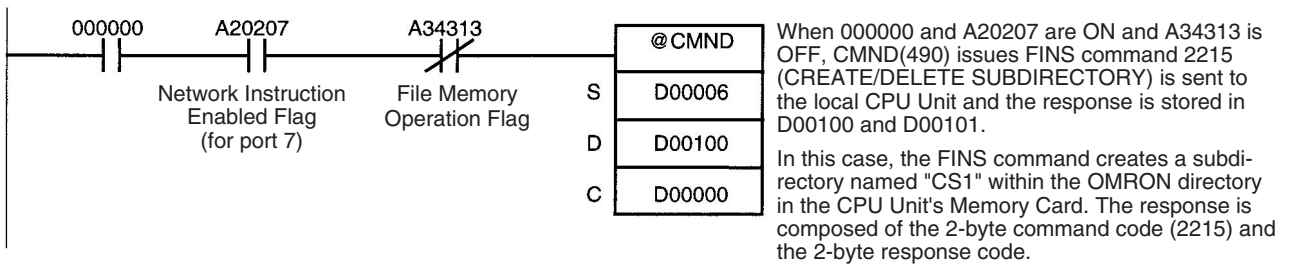 000000
A20207
A34313
Network Instruction
Enabled Flag
(for port 7)
File Memory
Operation Flag
@CMND
S D00006
D D00100
C D00000
When 000000 and A20207 are ON and A34313 is
OFF, CMND(490) issues FINS command 2215
(CREATE/DELETE SUBDIRECTORY) is sent to
the local CPU Unit and the response is stored in
D00100 and D00101.
In this case, the FINS command creates a subdi-
rectory named "CS1" within the OMRON directory
in the CPU Unit's Memory Card. The response is
composed of the 2-byte command code (2215) and
the 2-byte response code.